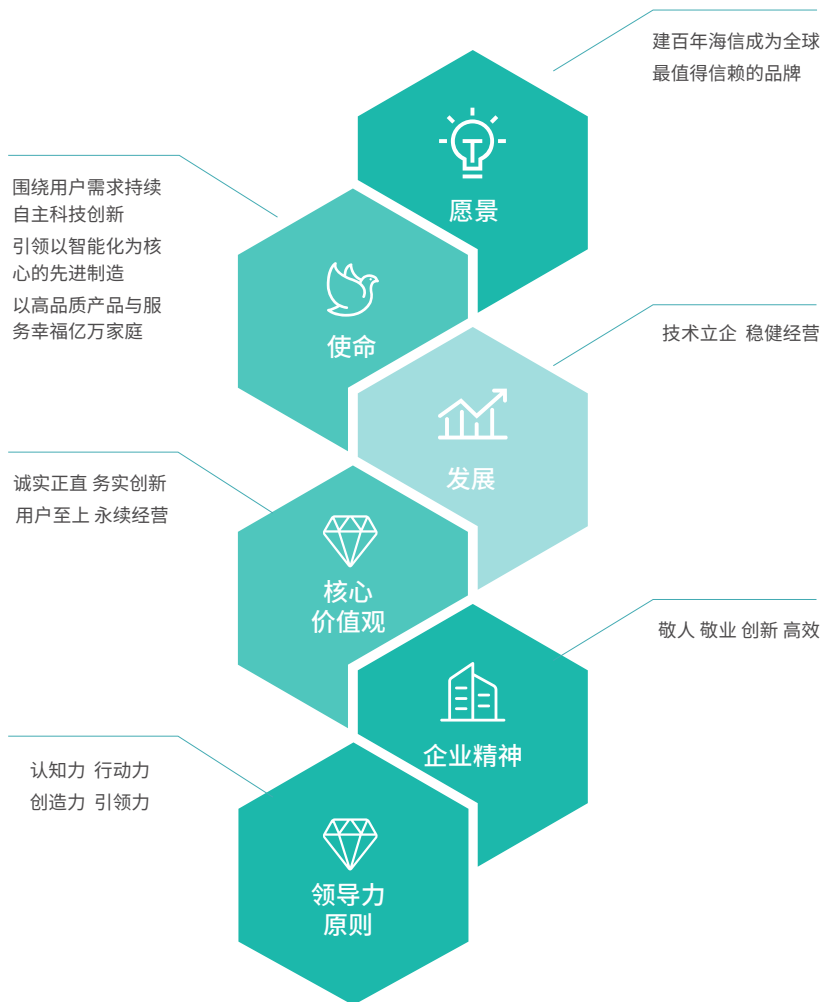 建百年海信成为全球
最值得信赖的品牌
愿景
围绕用户需求持续
自主科技创新
引领以智能化为核
心的先进制造
以高品质产品与服
务幸福亿万家庭
使命
技术立企 稳健经营
发展
诚实正直 务实创新
用户至上 永续经营
核心
价值观
敬人 敬业 创新 高效
企业精神
认知力 行动力
创造力 引领力
领导力
原则